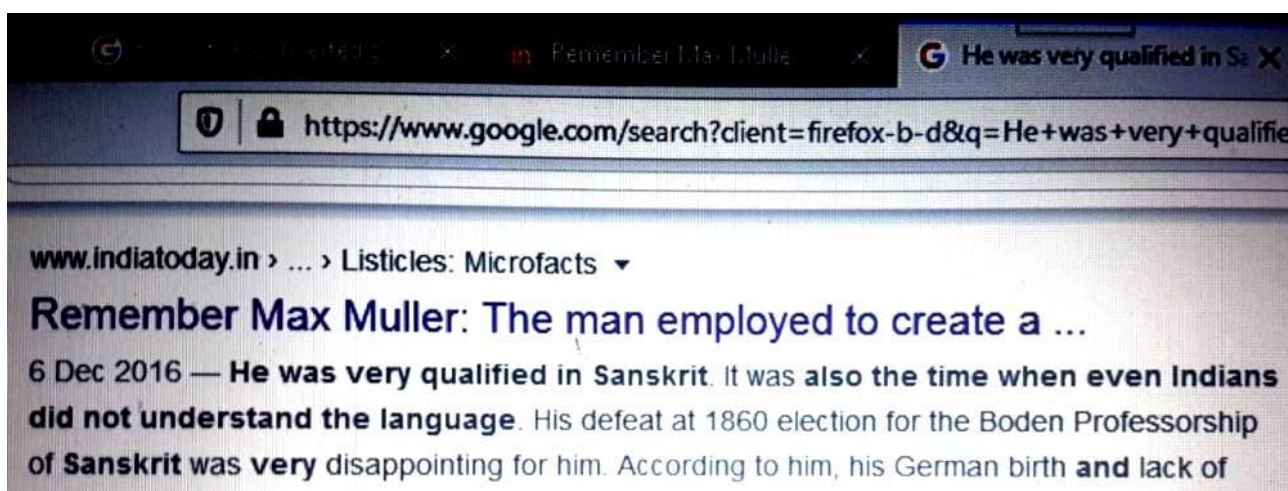 Remember Max Mulle
He was very qualified in Sa
https://www.google.com/search?client=firefox-b-d&q=He+was+very+qualifie
www.indiatoday.in › ... › Listicles: Microfacts
Remember Max Muller: The man employed to create a ...
6 Dec 2016 — He was very qualified in Sanskrit. It was also the time when even Indians
did not understand the language. His defeat at 1860 election for the Boden Professorship
of Sanskrit was very disappointing for him. According to him, his German birth and lack of